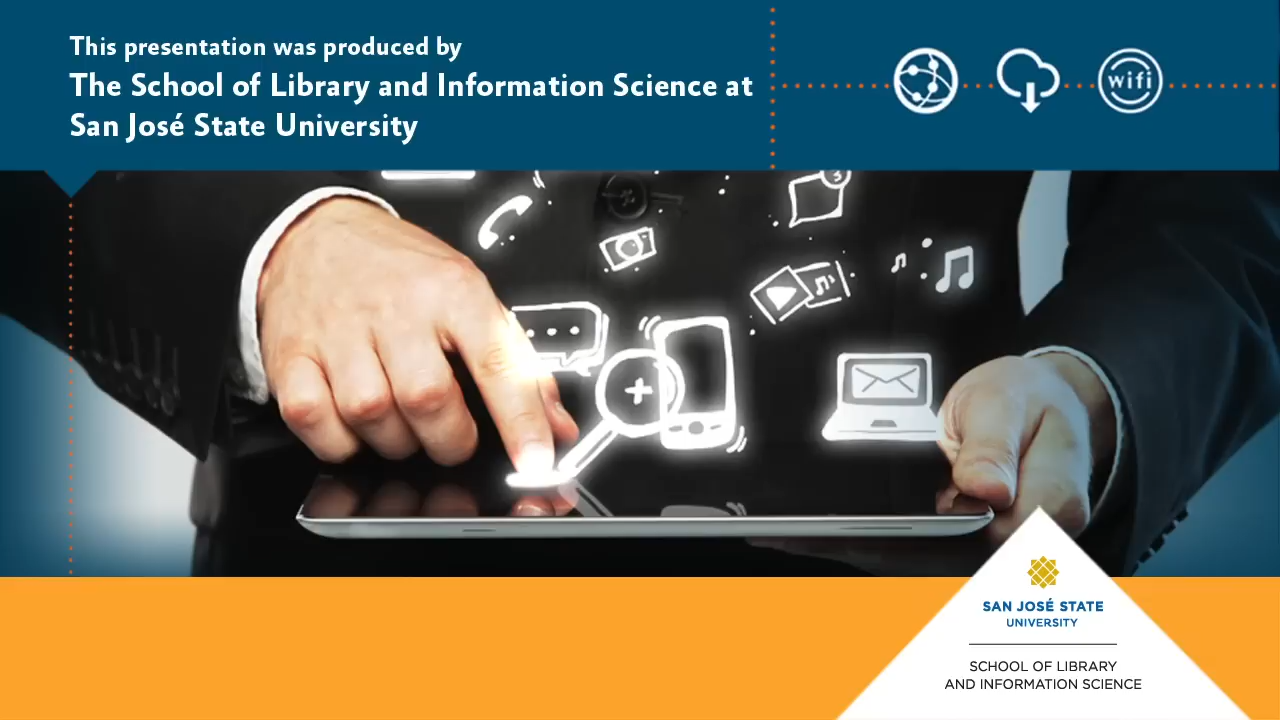 This presentation was produced by
The School of Library and Information Science at
San José State University
wifi
3
SAN JOSÉ STATE
UNIVERSITY
SCHOOL OF LIBRARY
AND INFORMATION SCIENCE